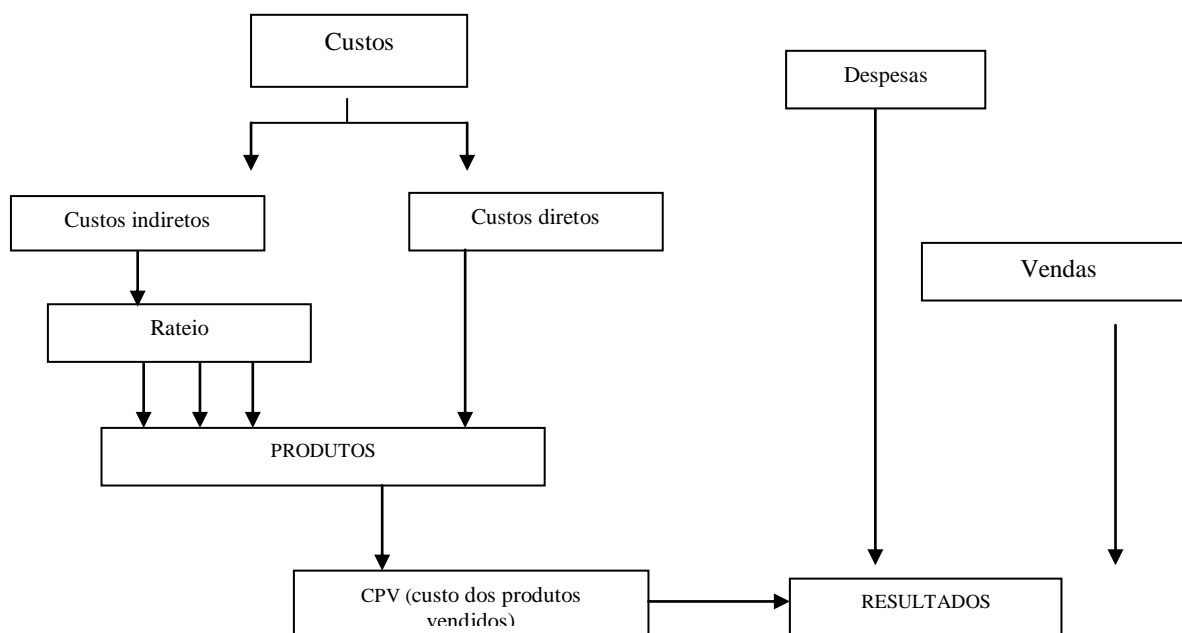 Custos
Despesas
Custos indiretos
Custos diretos
Vendas
Rateio
PRODUTOS
CPV (custo dos produtos
vendidos)
RESULTADOS